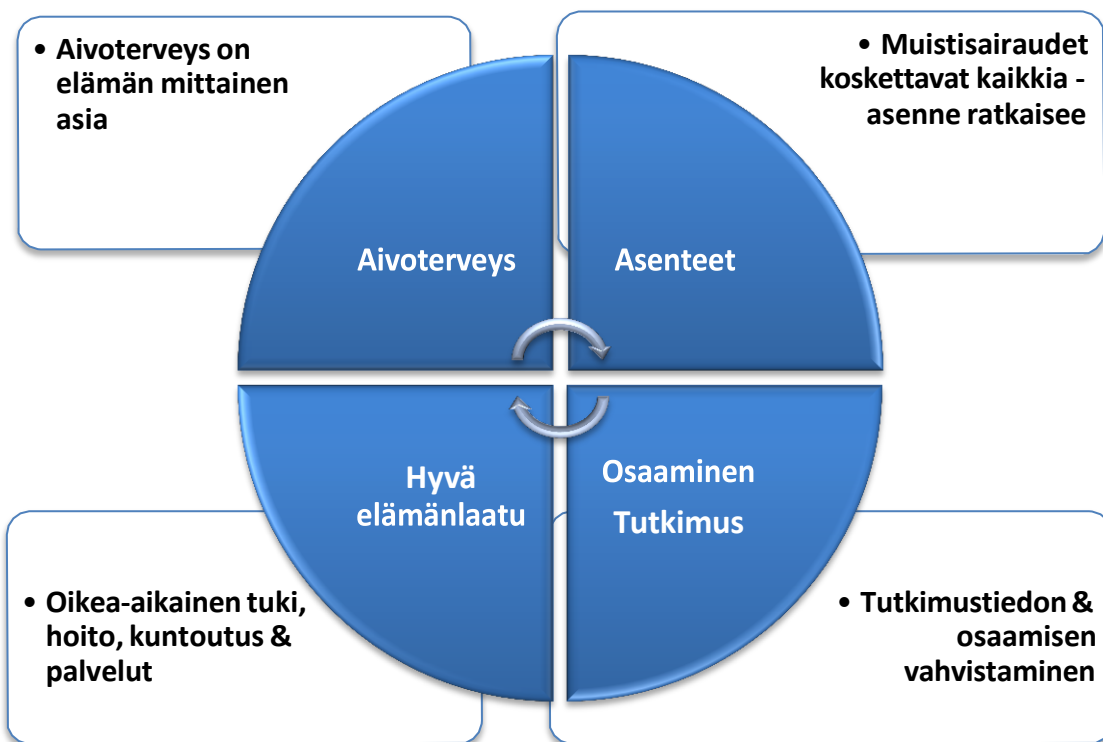 • Aivoterveys on
elämän mittainen
asia
• Muistisairaudet
koskettavat kaikkia -
asenne ratkaisee
Aivoterveys
Asenteet
Hyvä
elämänlaatu
Osaaminen
Tutkimus
• Oikea-aikainen tuki,
hoito, kuntoutus &
palvelut
• Tutkimustiedon &
osaamisen
vahvistaminen